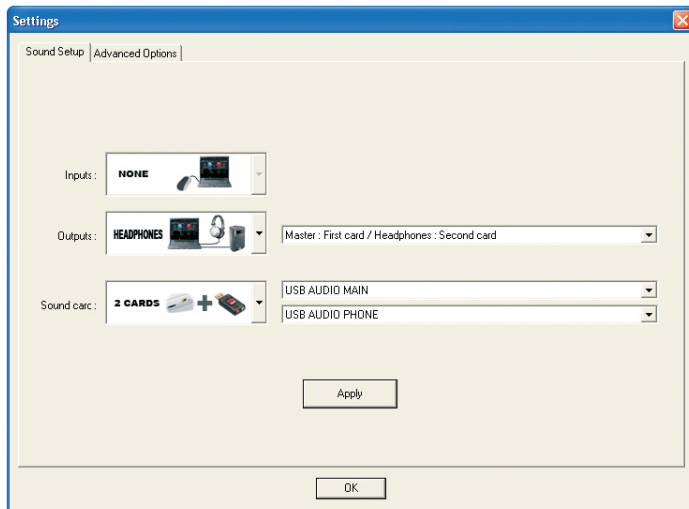 Settings
Sound Setup
Advanced Options
Inputs :
NONE
Outputs :
HEADPHONES
Master : First card / Headphones : Second card
Sound carc :
2 CARDS
USB AUDIO MAIN
USB AUDIO PHONE
Apply
OK